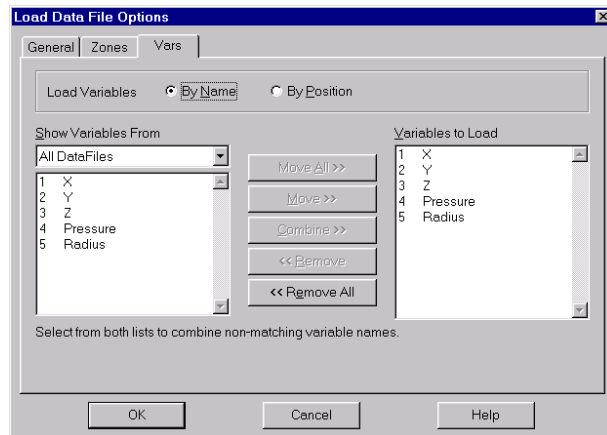 Load Data File Options
General Zones Vars
Load Variables By Name By Position
Show Variables From
All DataFiles
1 X
2 Y
3 Z
4 Pressure
5 Radius
Move All >>
Move >>
Combine >>
<< Remove
<< Remove All
Variables to Load
1 X
2 Y
3 Z
4 Pressure
5 Radius
Select from both lists to combine non-matching variable names.
OK Cancel Help